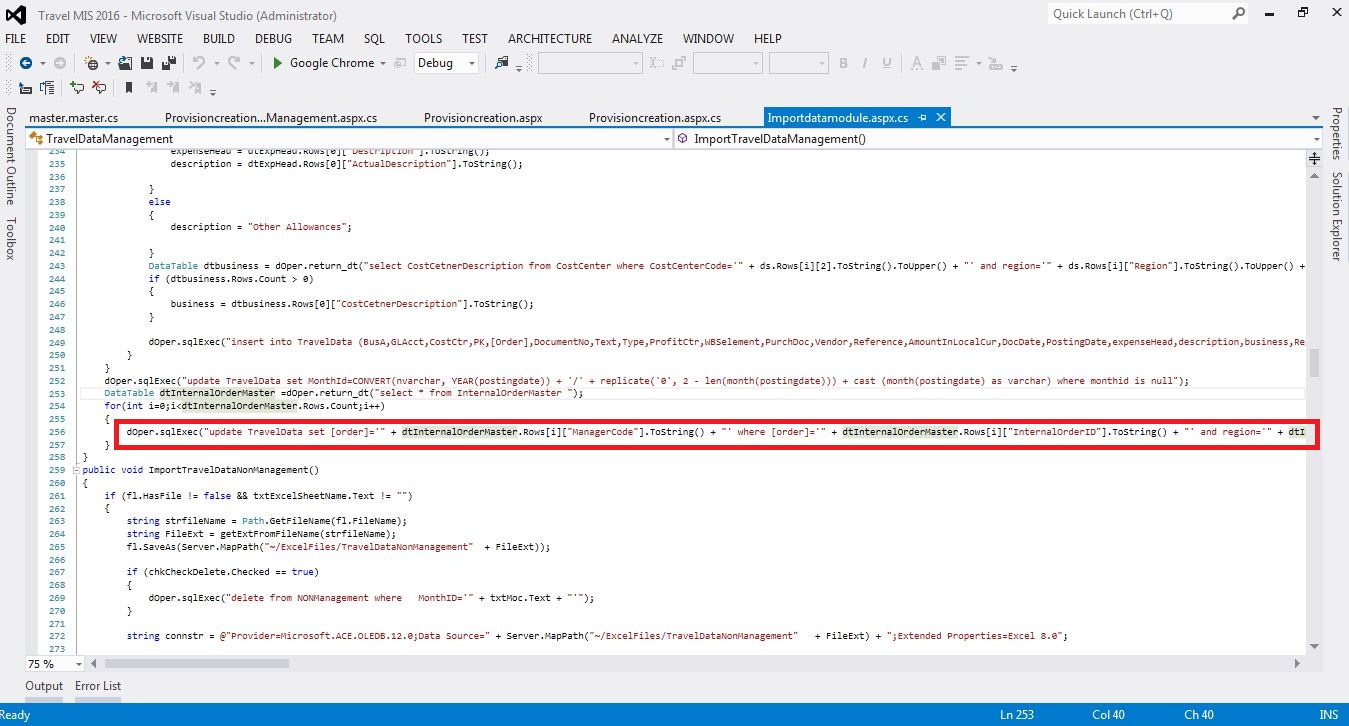 Travel MIS 2016 - Microsoft Visual Studio (Administrator)
Quick Launch (Ctrl+Q)
FILE EDIT VIEW WEBSITE BUILD DEBUG TEAM SQL TOOLS TEST ARCHITECTURE ANALYZE WINDOW HELP
Google Chrome Debug
B I U A
master.master.cs Provisioncreation...Management.aspx.cs Provisioncreation.aspx Provisioncreation.aspx.cs Importdatamodule.aspx.cs
TravelDataManagement ImportTravelDataManagement()
Document Outline
Toolbox
Properties
Solution Explorer
234 expenseHead = dtExpHead.Rows[0]["Description"].ToString();
235 description = dtExpHead.Rows[0]["ActualDescription"].ToString();
236
237 }
238 else
239 {
240 description = "Other Allowances";
241
242 }
243 DataTable dtbusiness = dOper.return_dt("select CostCetnerDescription from CostCenter where CostCenterCode='" + ds.Rows[i][2].ToString().ToUpper() + "' and region='" + ds.Rows[i]["Region"].ToString().ToUpper() +
244 if (dtbusiness.Rows.Count > 0)
245 {
246 business = dtbusiness.Rows[0]["CostCetnerDescription"].ToString();
247 }
248
249 dOper.sqlExec("insert into TravelData (BusA,GLAcct,CostCtr,PK,[Order],DocumentNo,Text,Type,ProfitCtr,WBSelement,PurchDoc,Vendor,Reference,AmountInLocalCur,DocDate,PostingDate,expenseHead,description,business,Re
250 }
251 }
252 dOper.sqlExec("update TravelData set MonthId=CONVERT(nvarchar, YEAR(postingdate)) + '/' + replicate('0', 2 - len(month(postingdate))) + cast (month(postingdate) as varchar) where monthid is null");
253 DataTable dtInternalOrderMaster =dOper.return_dt("select * from InternalOrderMaster ");
254 for(int i=0;i<dtInternalOrderMaster.Rows.Count;i++)
255 {
256 dOper.sqlExec("update TravelData set [order]='" + dtInternalOrderMaster.Rows[i]["ManagerCode"].ToString() + "' where [order]='" + dtInternalOrderMaster.Rows[i]["InternalOrderID"].ToString() + "' and region='" + dtI
257 }
258 }
259 public void ImportTravelDataNonManagement()
260 {
261 if (fl.HasFile != false && txtExcelSheetName.Text != "")
262 {
263 string strfileName = Path.GetFileName(fl.FileName);
264 string FileExt = getExtFromFileName(strfileName);
265 fl.SaveAs(Server.MapPath("~/ExcelFiles/TravelDataNonManagement" + FileExt));
266
267 if (chkCheckDelete.Checked == true)
268 {
269 dOper.sqlExec("delete from NONManagement where MonthID='" + txtMoc.Text + "'");
270 }
271
272 string connstr = @"Provider=Microsoft.ACE.OLEDB.12.0;Data Source=" + Server.MapPath("~/ExcelFiles/TravelDataNonManagement" + FileExt) + ";Extended Properties=Excel 8.0";
273
75 %
Output Error List
Ready Ln 253 Col 40 Ch 40 INS